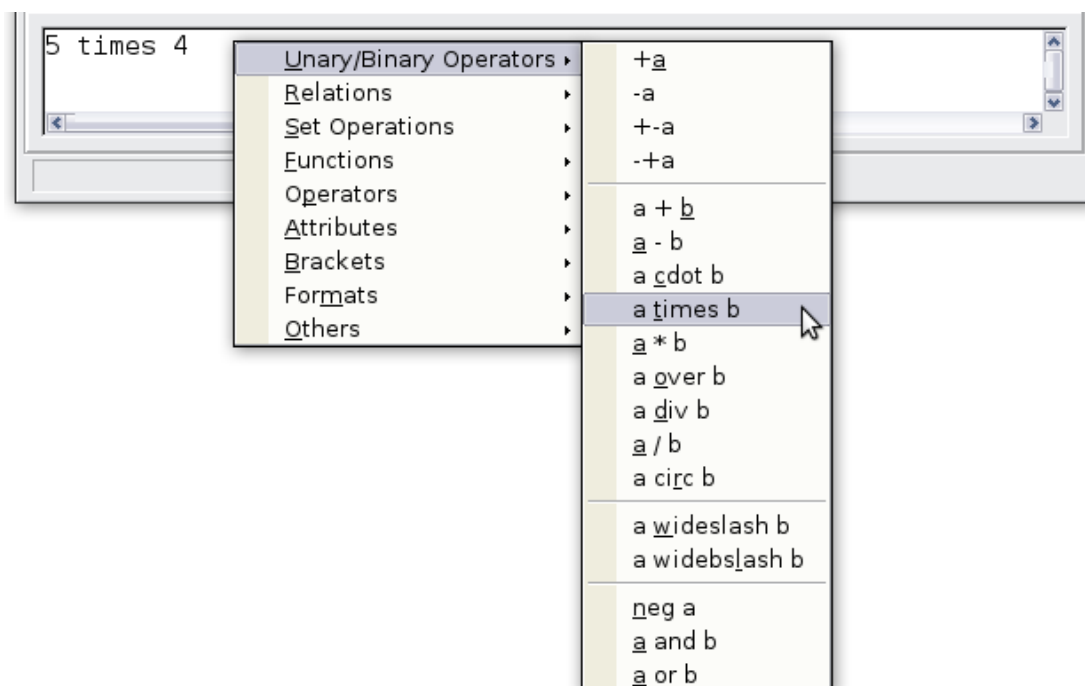 5 times 4
Unary/Binary Operators
Relations
Set Operations
Functions
Operators
Attributes
Brackets
Formats
Others
+a
-a
+-a
-+a
a + b
a - b
a cdot b
a times b
a * b
a over b
a div b
a / b
a circ b
a wideslash b
a widebslash b
neg a
a and b
a or b